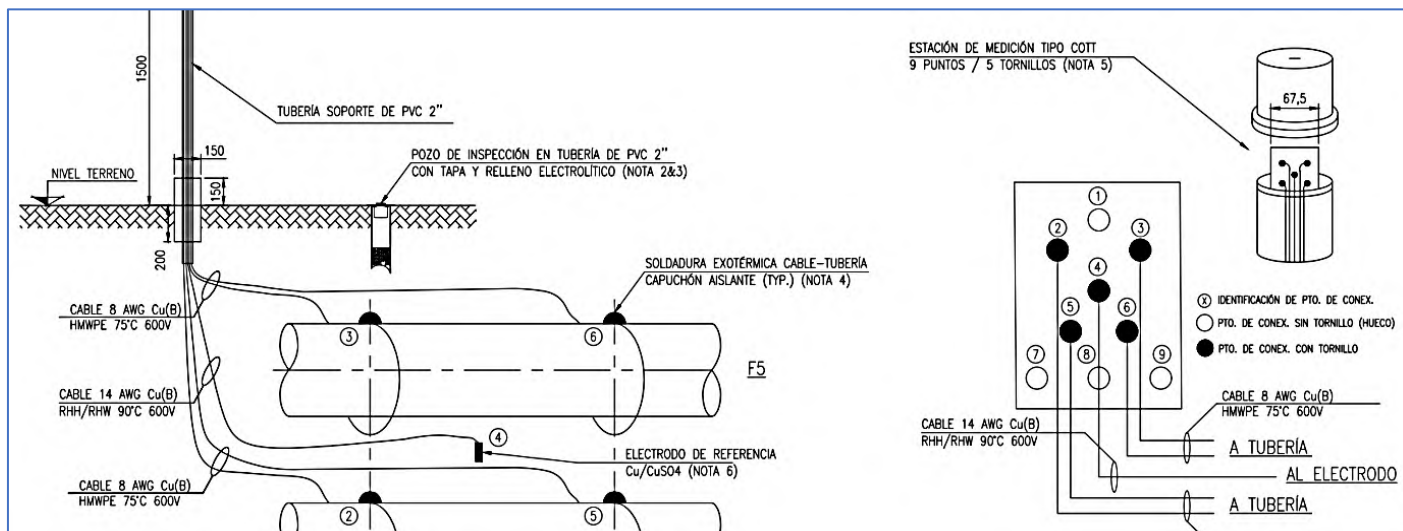 1500
TUBERÍA SOPORTE DE PVC 2"
150
150
NIVEL TERRENO
200
POZO DE INSPECCIÓN EN TUBERÍA DE PVC 2"
CON TAPA Y RELLENO ELECTROLÍTICO (NOTA 2&3)
SOLDADURA EXOTÉRMICA CABLE-TUBERÍA
CAPUCHÓN AISLANTE (TYP.) (NOTA 4)
CABLE 8 AWG Cu(B)
HMWPE 75°C 600V
3
6
F5
CABLE 14 AWG Cu(B)
RHH/RHW 90°C 600V
4
ELECTRODO DE REFERENCIA
Cu/CuSO4 (NOTA 6)
CABLE 8 AWG Cu(B)
HMWPE 75°C 600V
2
5
ESTACIÓN DE MEDICIÓN TIPO COTT
9 PUNTOS / 5 TORNILLOS (NOTA 5)
67,5
1
2
3
4
5
6
7
8
9
X IDENTIFICACIÓN DE PTO. DE CONEX.
PTO. DE CONEX. SIN TORNILLO (HUECO)
PTO. DE CONEX. CON TORNILLO
CABLE 8 AWG Cu(B)
HMWPE 75°C 600V
CABLE 14 AWG Cu(B)
RHH/RHW 90°C 600V
A TUBERÍA
AL ELECTRODO
A TUBERÍA